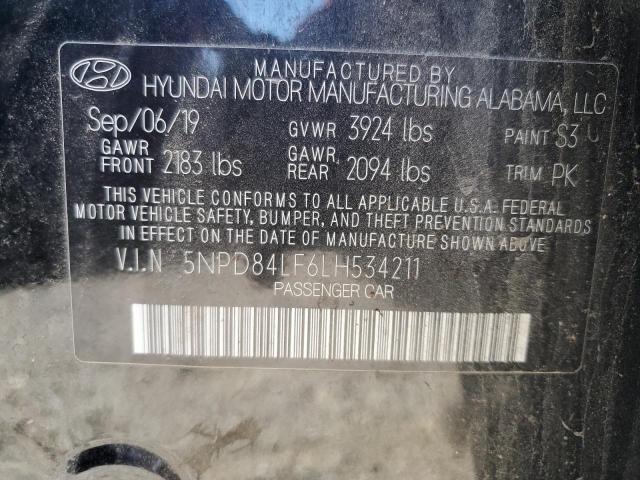 MANUFACTURED BY
HYUNDAI MOTOR MANUFACTURING ALABAMA, LLC
Sep/06/19 GVWR 3924 lbs PAINT S3
GAWR FRONT 2183 lbs GAWR REAR 2094 lbs TRIM PK
THIS VEHICLE CONFORMS TO ALL APPLICABLE U.S.A. FEDERAL
MOTOR VEHICLE SAFETY, BUMPER, AND THEFT PREVENTION STANDARDS
IN EFFECT ON THE DATE OF MANUFACTURE SHOWN ABOVE
V.I.N 5NPD84LF6LH534211
PASSENGER CAR